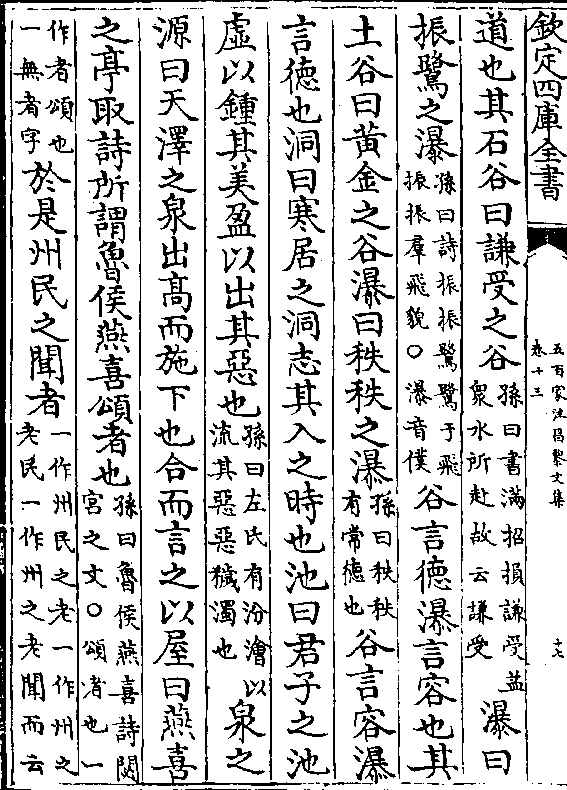 欽定四庫全書
五百家注昌黎文集
卷十三
十六
道也其石谷曰謙受之谷
孫曰書滿招損謙受益
衆水所赴故云謙受
瀑曰
振鷺之瀑
孫曰詩振振鷺鷺于飛
振振羣飛貌○瀑音僕
谷言德瀑言容也其
土谷曰黄金之谷瀑曰秩秩之瀑
孫曰秩秩
有常德也
谷言容瀑
言德也洞曰寒居之洞志其入之時也池曰君子之池
虚以鍾其美盈以出其惡也
孫曰左氏有汾澮以
流其惡惡穢濁也
泉之
源曰天澤之泉出髙而施下也合而言之以屋曰燕喜
之亭取詩所謂魯侯燕喜頌者也
孫曰魯侯燕喜詩閟
宫之文○頌者也一
作者頌也
一無者字
於是州民之聞者
一作州民之老一作州之
老民一作州之老聞而云